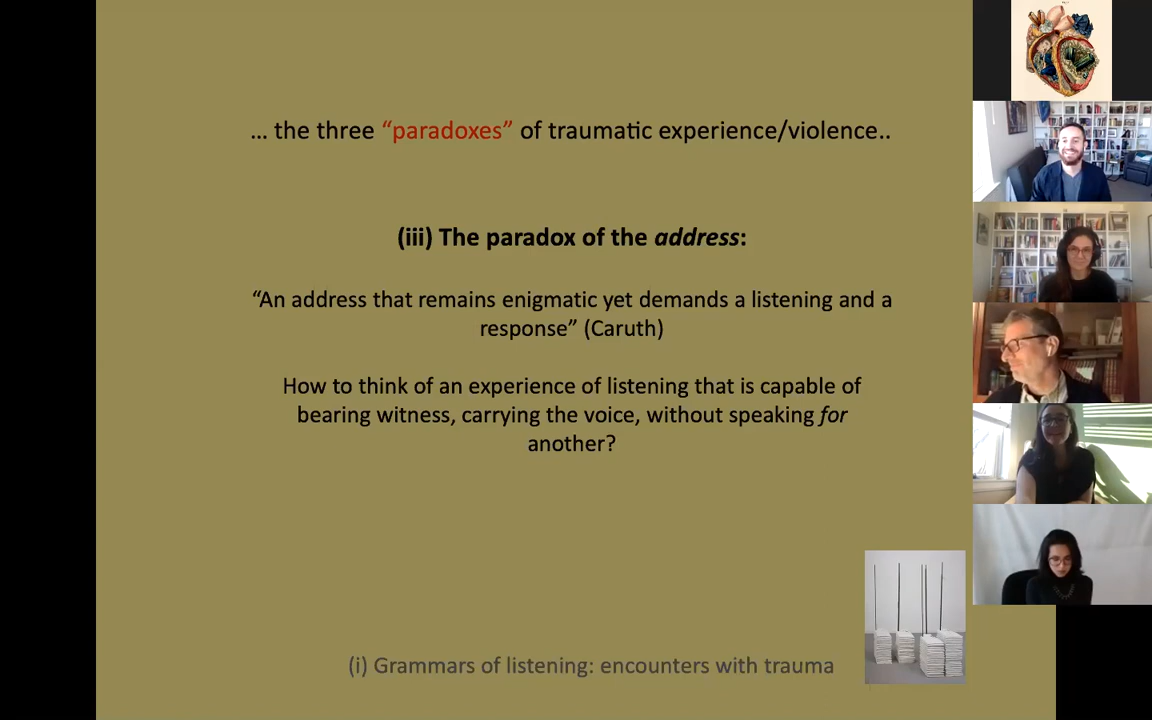 … the three “paradoxes” of traumatic experience/violence..
(iii) The paradox of the address:
“An address that remains enigmatic yet demands a listening and a
response” (Caruth)
How to think of an experience of listening that is capable of
bearing witness, carrying the voice, without speaking for
another?
(i) Grammars of listening: encounters with trauma